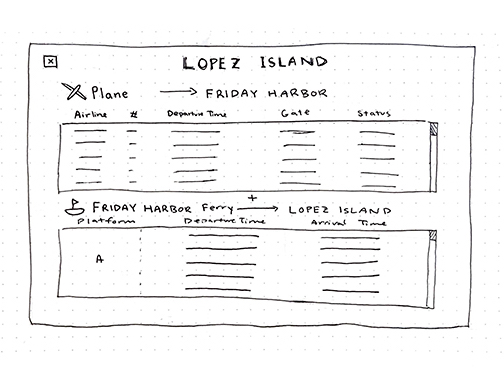 LOPEZ ISLAND
Plane → FRIDAY HARBOR
Airline # Departure Time Gate Status
+
FRIDAY HARBOR Ferry → LOPEZ ISLAND
Platform Departure Time Arrival Time
A